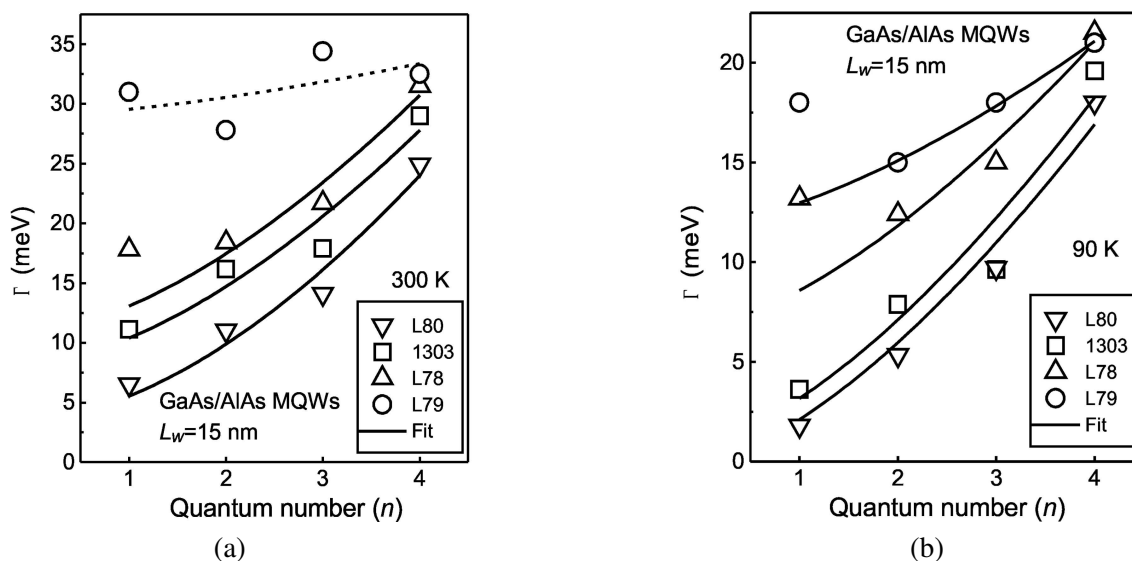 GaAs/AlAs MQWs
Lw=15 nm
300 K
L80
1303
L78
L79
Fit
Γ (meV)
35
30
25
20
15
10
5
0
1 2 3 4
Quantum number (n)
(a)
GaAs/AlAs MQWs
Lw=15 nm
90 K
L80
1303
L78
L79
Fit
Γ (meV)
20
15
10
5
0
1 2 3 4
Quantum number (n)
(b)